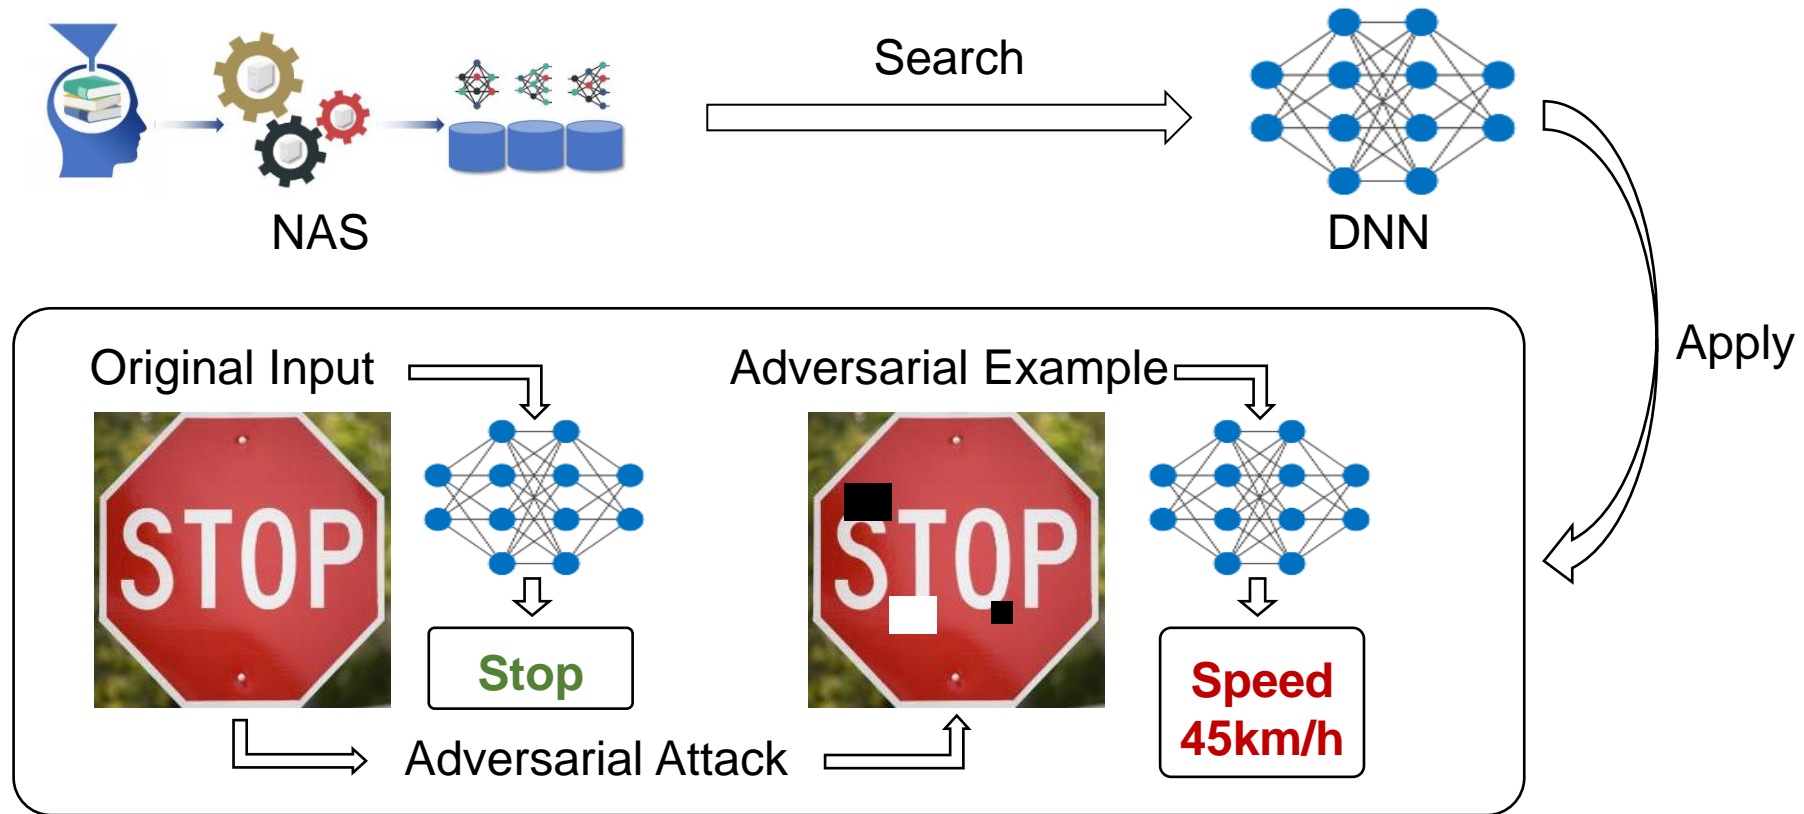 Search
NAS
DNN
Apply
Original Input
Adversarial Example
STOP
STOP
Stop
Speed
45km/h
Adversarial Attack